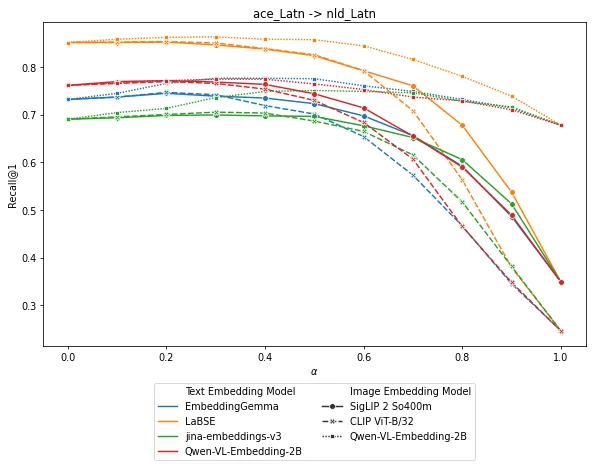 ace_Latn -> nld_Latn
Recall@1
0.8
0.7
0.6
0.5
0.4
0.3
0.0
0.2
0.4
0.6
0.8
1.0
α
Text Embedding Model
EmbeddingGemma
LaBSE
jina-embeddings-v3
Qwen-VL-Embedding-2B
Image Embedding Model
SigLIP 2 So400m
CLIP ViT-B/32
Qwen-VL-Embedding-2B